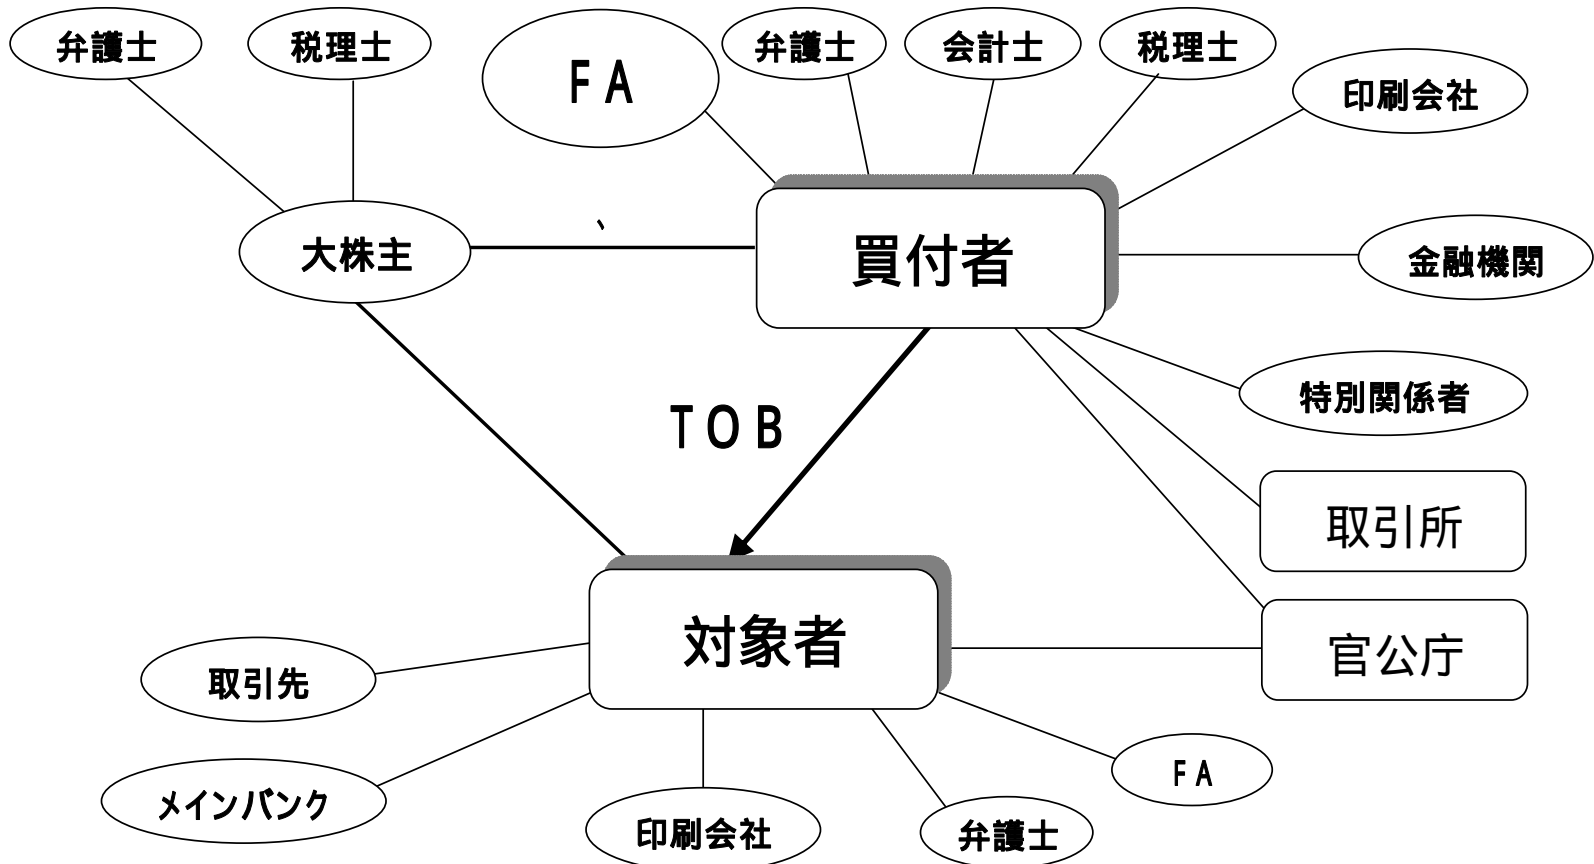 弁護士
税理士
ＦＡ
弁護士
会計士
税理士
印刷会社
大株主
、
買付者
金融機関
特別関係者
ＴＯＢ
取引所
対象者
官公庁
取引先
メインバンク
印刷会社
弁護士
ＦＡ